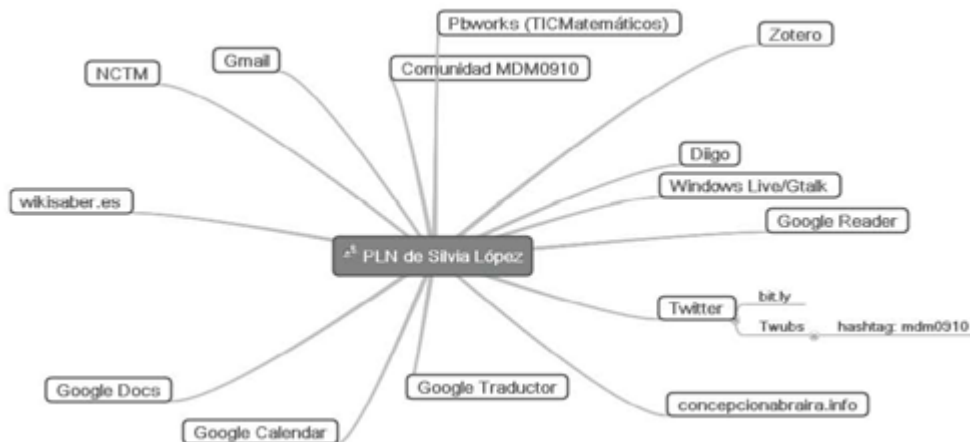 Pbworks (TICMatemáticos)
Zotero
Gmail
Comunidad MDM0910
NCTM
Diigo
Windows Live/Gtalk
wikisaber.es
Google Reader
PLN de Silvia López
bit.ly
Twitter
Twubs
hashtag: mdm0910
Google Docs
Google Traductor
concepcionabraira.info
Google Calendar